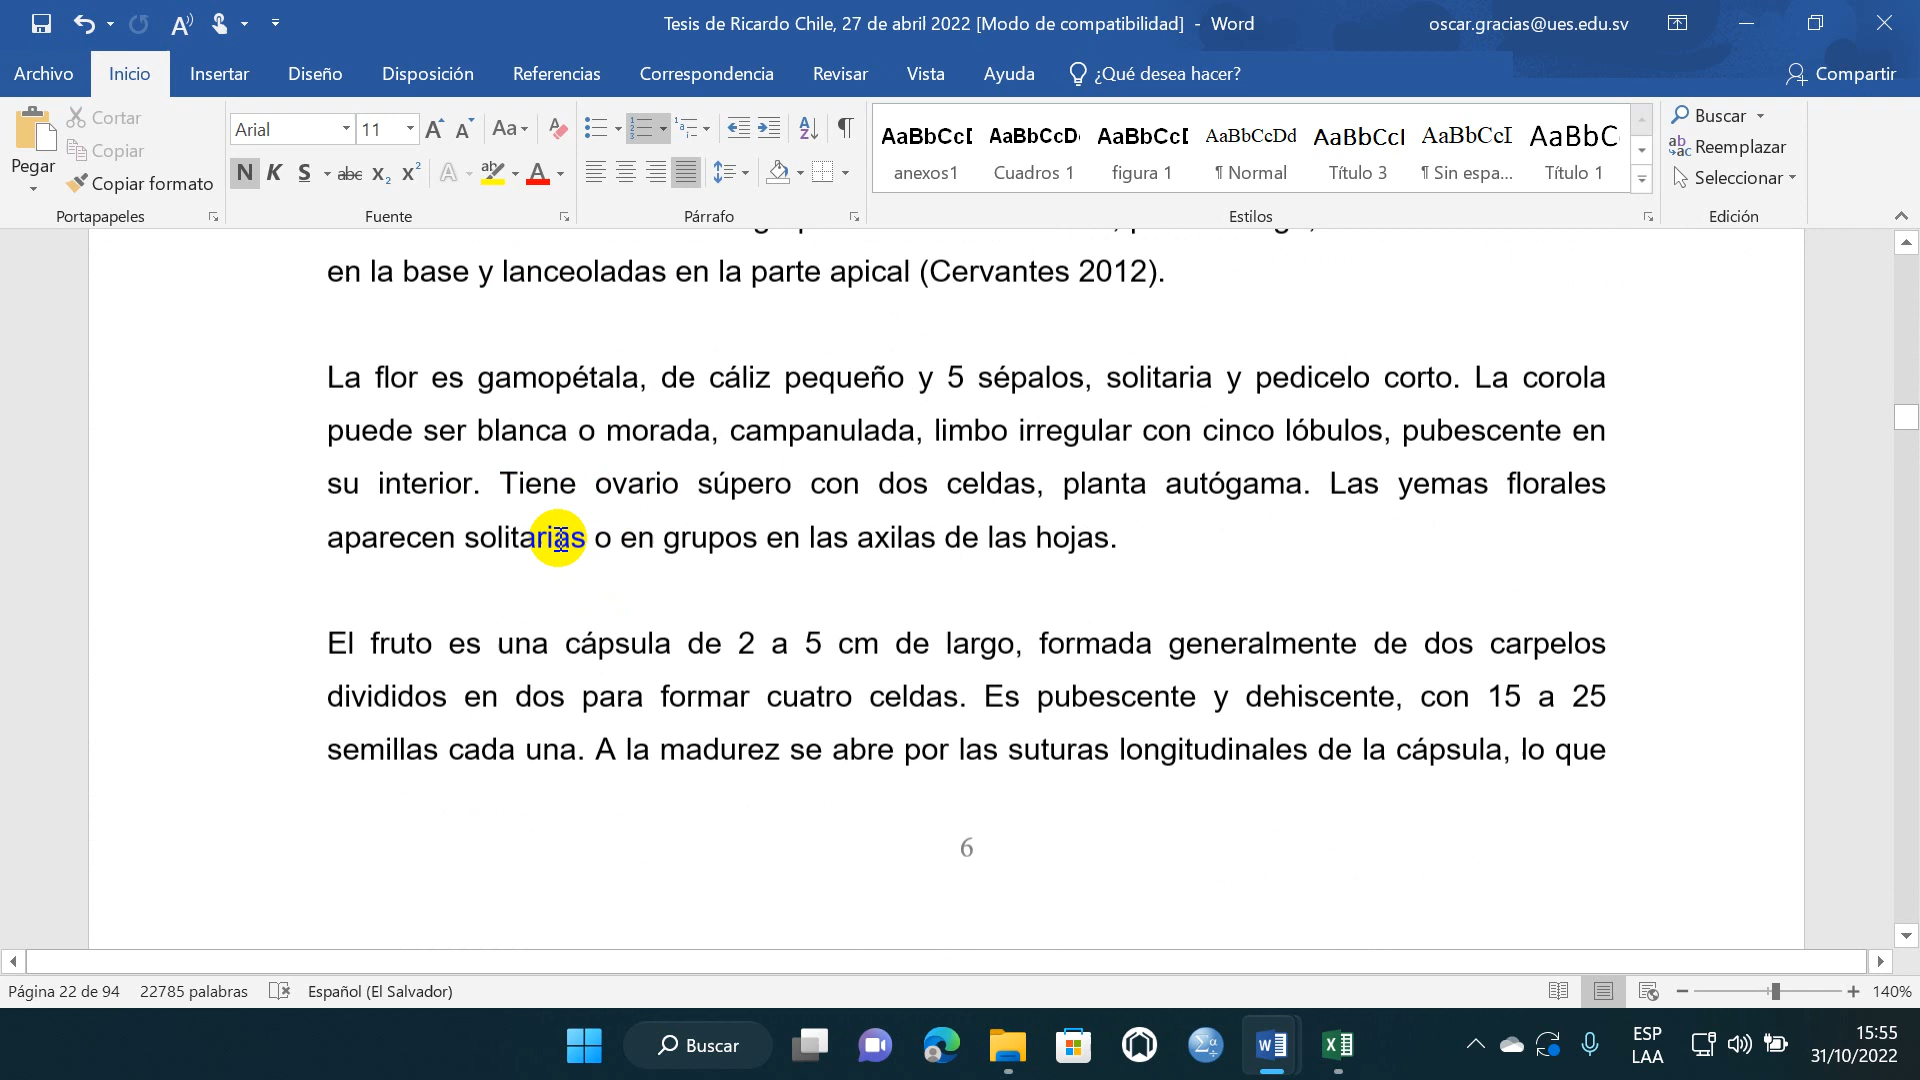 Tesis de Ricardo Chile, 27 de abril 2022 [Modo de compatibilidad] - Word
oscar.gracias@ues.edu.sv
Archivo Inicio Insertar Diseño Disposición Referencias Correspondencia Revisar Vista Ayuda ¿Qué desea hacer? Compartir
Pegar
Cortar
Copiar
Copiar formato
Portapapeles
Arial 11
Fuente
Párrafo
AaBbCcI AaBbCcD AaBbCcI AaBbCcDd AaBbCcI AaBbCcI AaBbC
anexos1 Cuadros 1 figura 1 ¶ Normal Título 3 ¶ Sin espa... Título 1
Estilos
Buscar
Reemplazar
Seleccionar
Edición
en la base y lanceoladas en la parte apical (Cervantes 2012).
La flor es gamopétala, de cáliz pequeño y 5 sépalos, solitaria y pedicelo corto. La corola
puede ser blanca o morada, campanulada, limbo irregular con cinco lóbulos, pubescente en
su interior. Tiene ovario súpero con dos celdas, planta autógama. Las yemas florales
aparecen solitarias o en grupos en las axilas de las hojas.
El fruto es una cápsula de 2 a 5 cm de largo, formada generalmente de dos carpelos
divididos en dos para formar cuatro celdas. Es pubescente y dehiscente, con 15 a 25
semillas cada una. A la madurez se abre por las suturas longitudinales de la cápsula, lo que
6
Página 22 de 94 22785 palabras Español (El Salvador) 140%
Buscar
ESP
LAA
15:55
31/10/2022